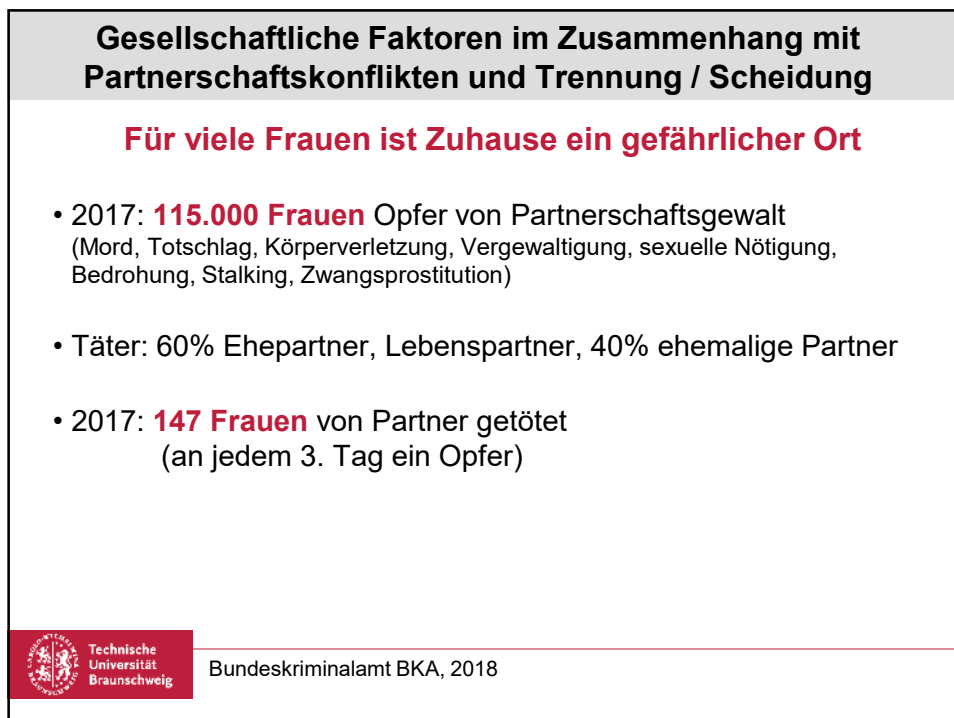 Gesellschaftliche Faktoren im Zusammenhang mit
Partnerschaftskonflikten und Trennung / Scheidung
Für viele Frauen ist Zuhause ein gefährlicher Ort
• 2017: 115.000 Frauen Opfer von Partnerschaftsgewalt
(Mord, Totschlag, Körperverletzung, Vergewaltigung, sexuelle Nötigung,
Bedrohung, Stalking, Zwangsprostitution)
• Täter: 60% Ehepartner, Lebenspartner, 40% ehemalige Partner
• 2017: 147 Frauen von Partner getötet
(an jedem 3. Tag ein Opfer)
Technische
Universität
Braunschweig
Bundeskriminalamt BKA, 2018